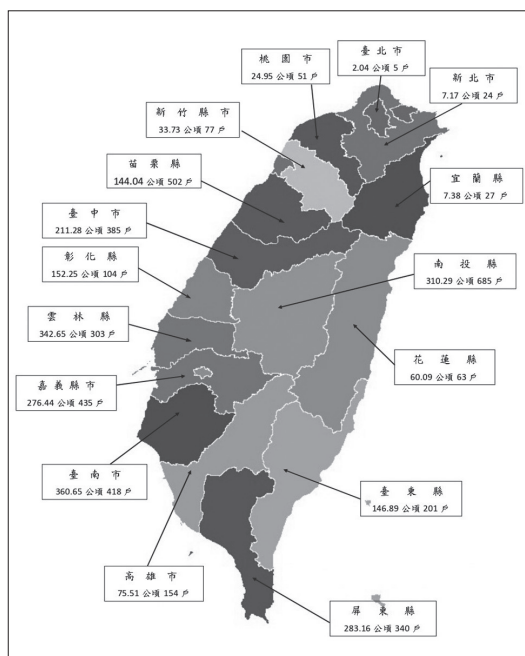 臺北市
2.04 公頃 5 戶
桃園市
24.95 公頃 51 戶
新北市
7.17 公頃 24 戶
新竹縣市
33.73 公頃 77 戶
苗栗縣
144.04 公頃 502 戶
宜蘭縣
7.38 公頃 27 戶
臺中市
211.28 公頃 385 戶
彰化縣
152.25 公頃 104 戶
南投縣
310.29 公頃 685 戶
雲林縣
342.65 公頃 303 戶
花蓮縣
60.09 公頃 63 戶
嘉義縣市
276.44 公頃 435 戶
臺南市
360.65 公頃 418 戶
臺東縣
146.89 公頃 201 戶
高雄市
75.51 公頃 154 戶
屏東縣
283.16 公頃 340 戶